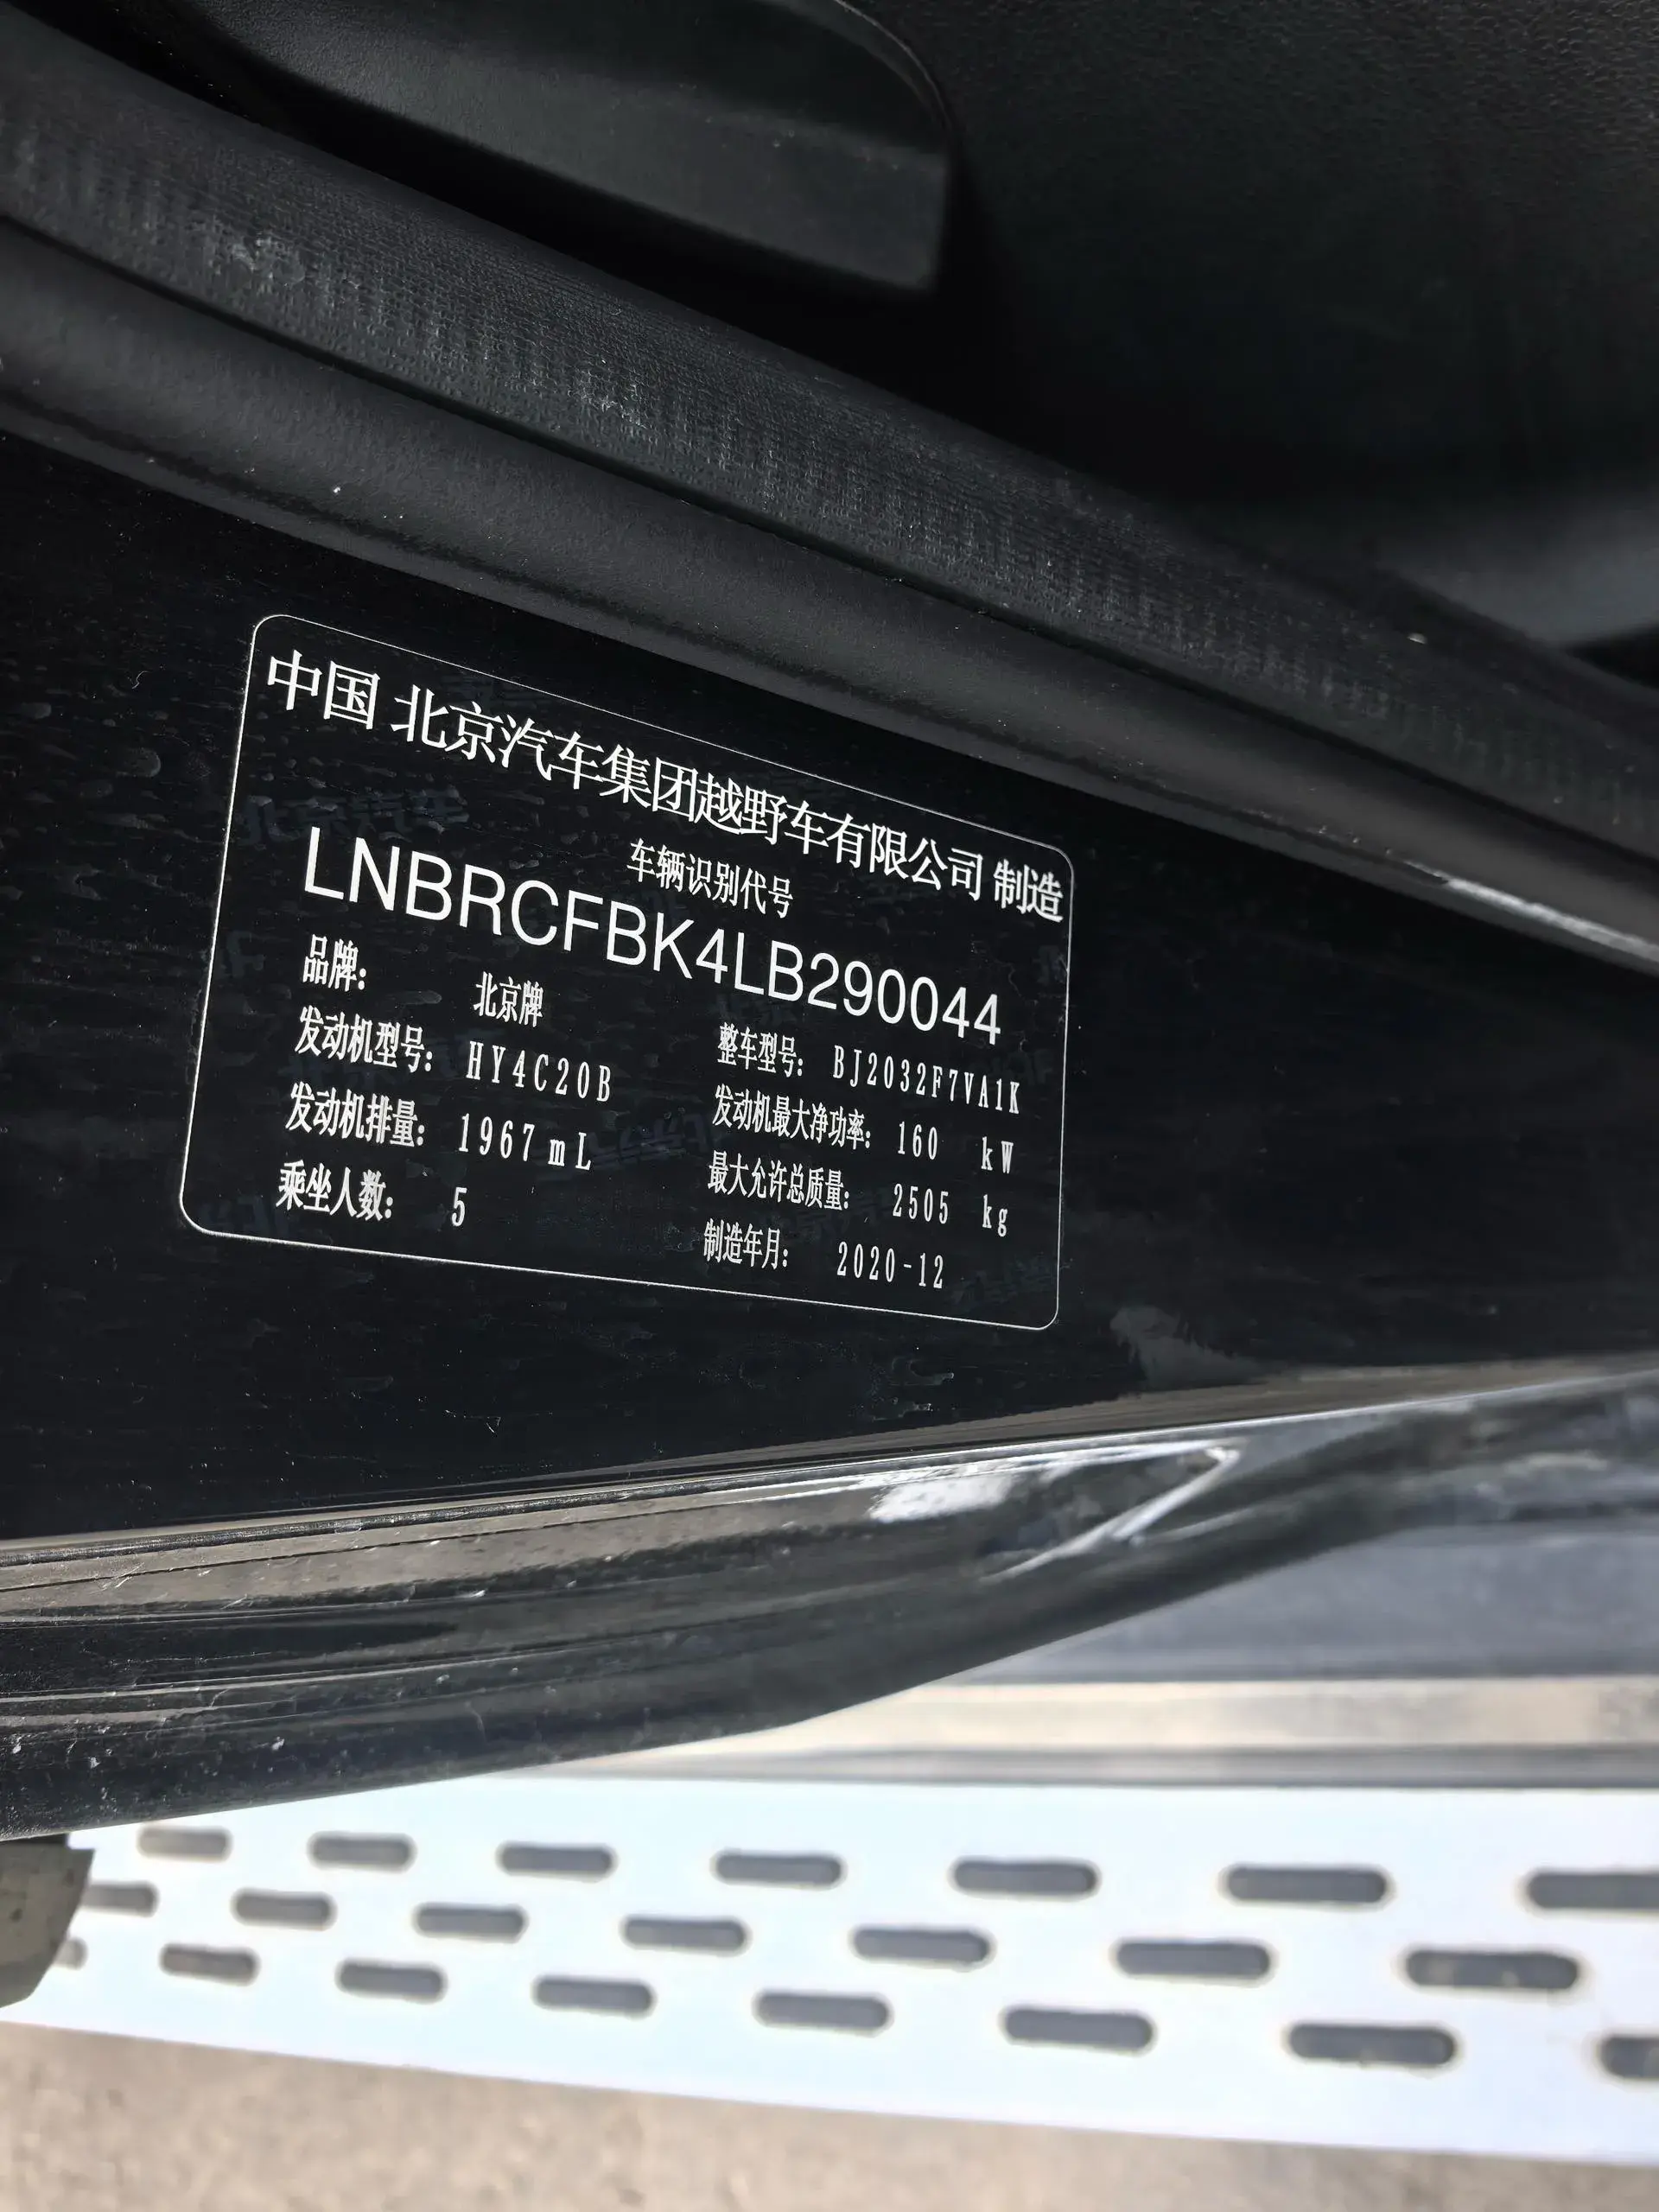 中国 北京汽车集团越野车有限公司 制造
车辆识别代号
LNBRCFBK4LB290044
品牌： 北京牌 整车型号： BJ2032F7VA1K
发动机型号： HY4C20B 发动机最大净功率： 160 kW
发动机排量： 1967 mL 最大允许总质量： 2505 kg
乘坐人数： 5 制造年月： 2020-12